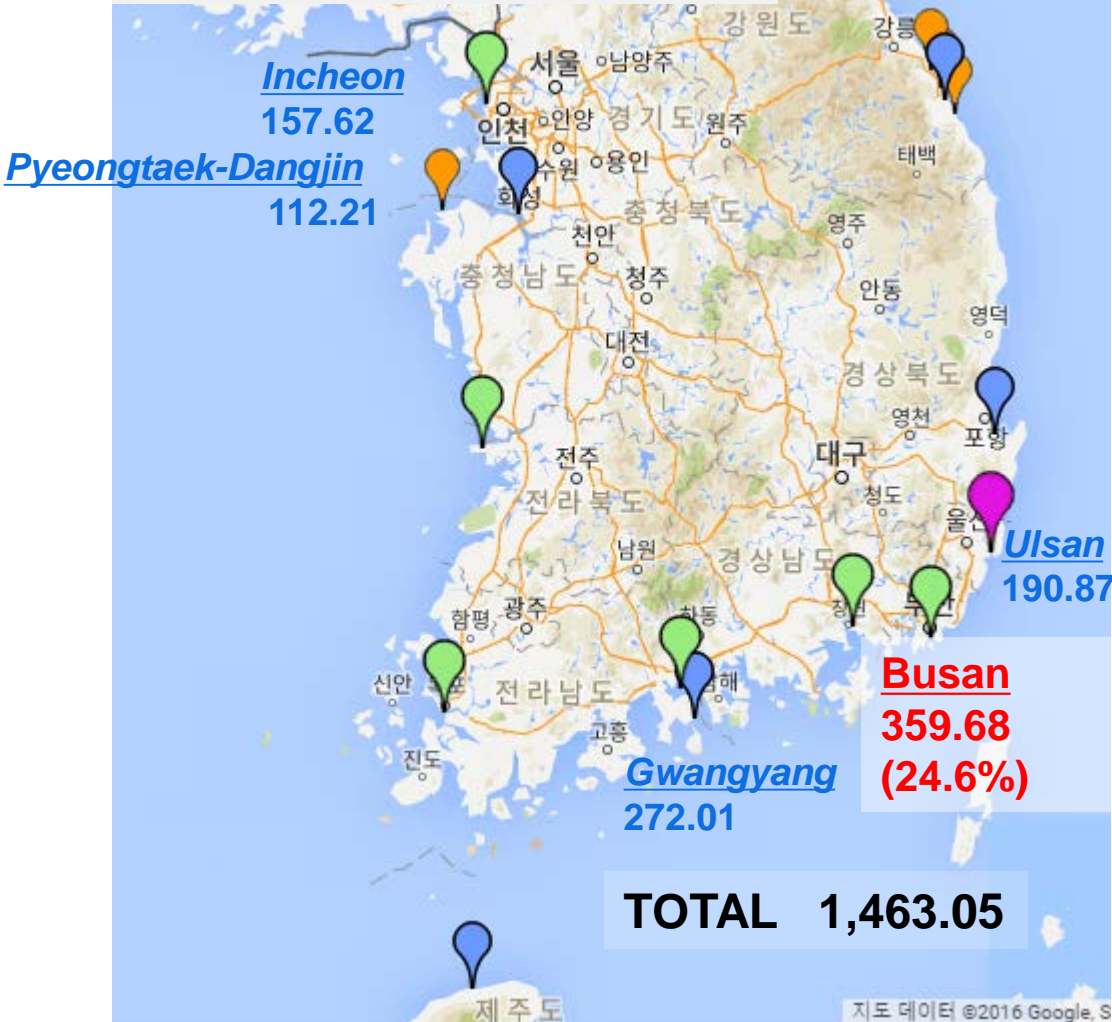 강원도
강릉
서울
남양주
Incheon
157.62
인천
안양
경기도
원주
Pyeongtaek-Dangjin
112.21
수원
용인
태백
화성
충청북도
영주
천안
충청남도
청주
안동
영덕
대전
경상북도
영천
포항
전주
대구
전라북도
청도
울산
남원
경상남도
Ulsan
190.87
함평
광주
하동
창원
부산
신안
목포
전라남도
남해
고흥
진도
Busan
359.68
(24.6%)
Gwangyang
272.01
TOTAL 1,463.05
제주도
지도 데이터 ©2016 Google, S